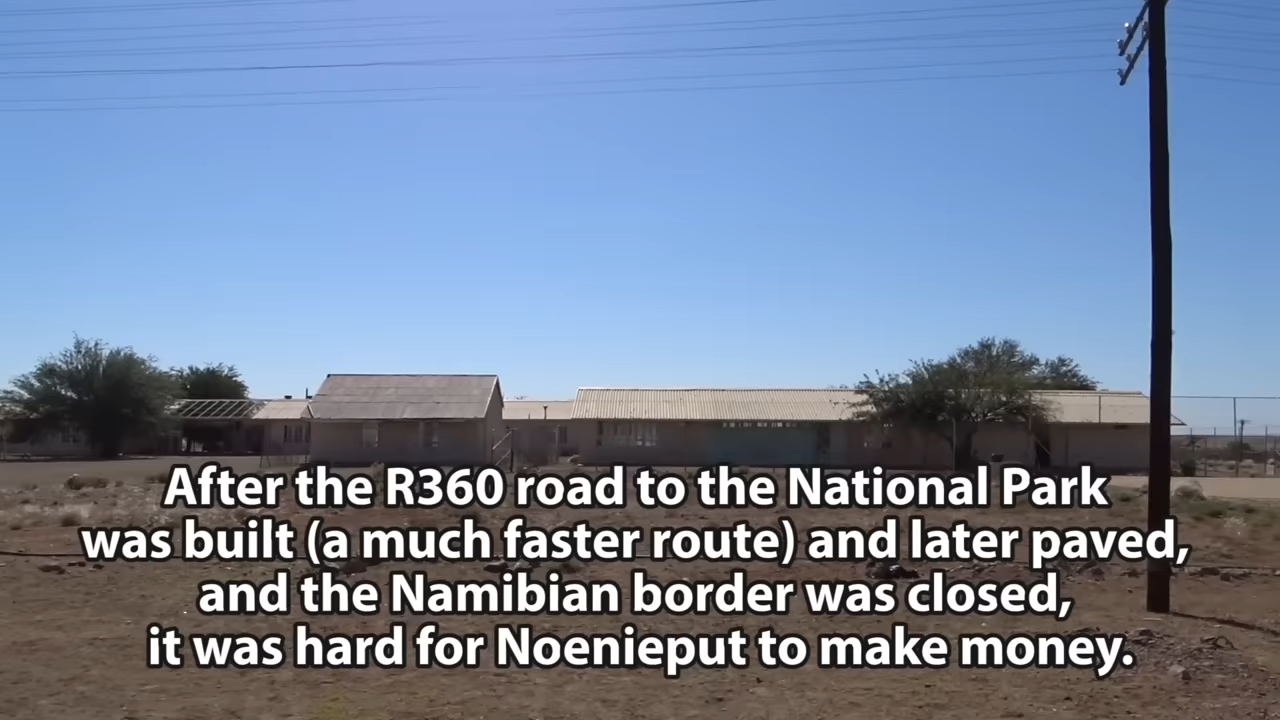 After the R360 road to the National Park
was built (a much faster route) and later paved,
and the Namibian border was closed,
it was hard for Noenieput to make money.